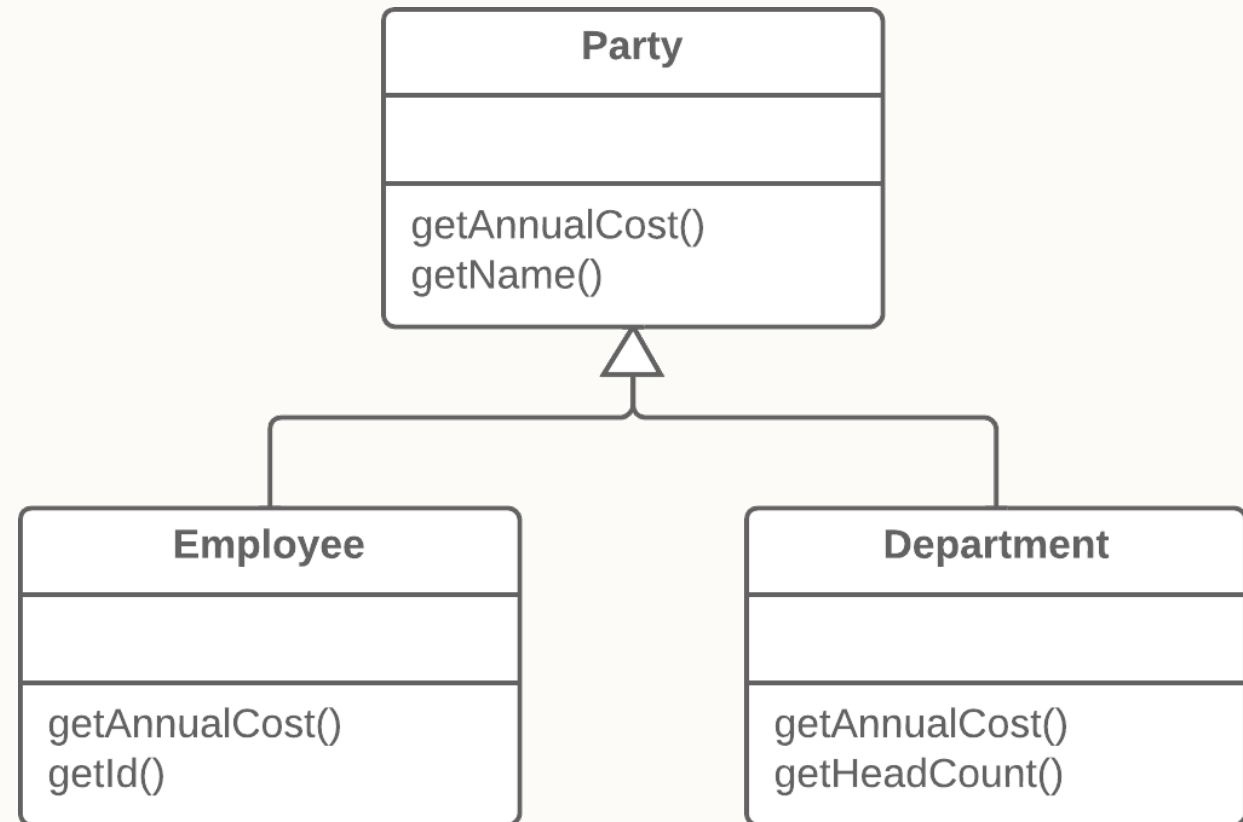 Party
getAnnualCost()
getName()
Employee
getAnnualCost()
getId()
Department
getAnnualCost()
getHeadCount()